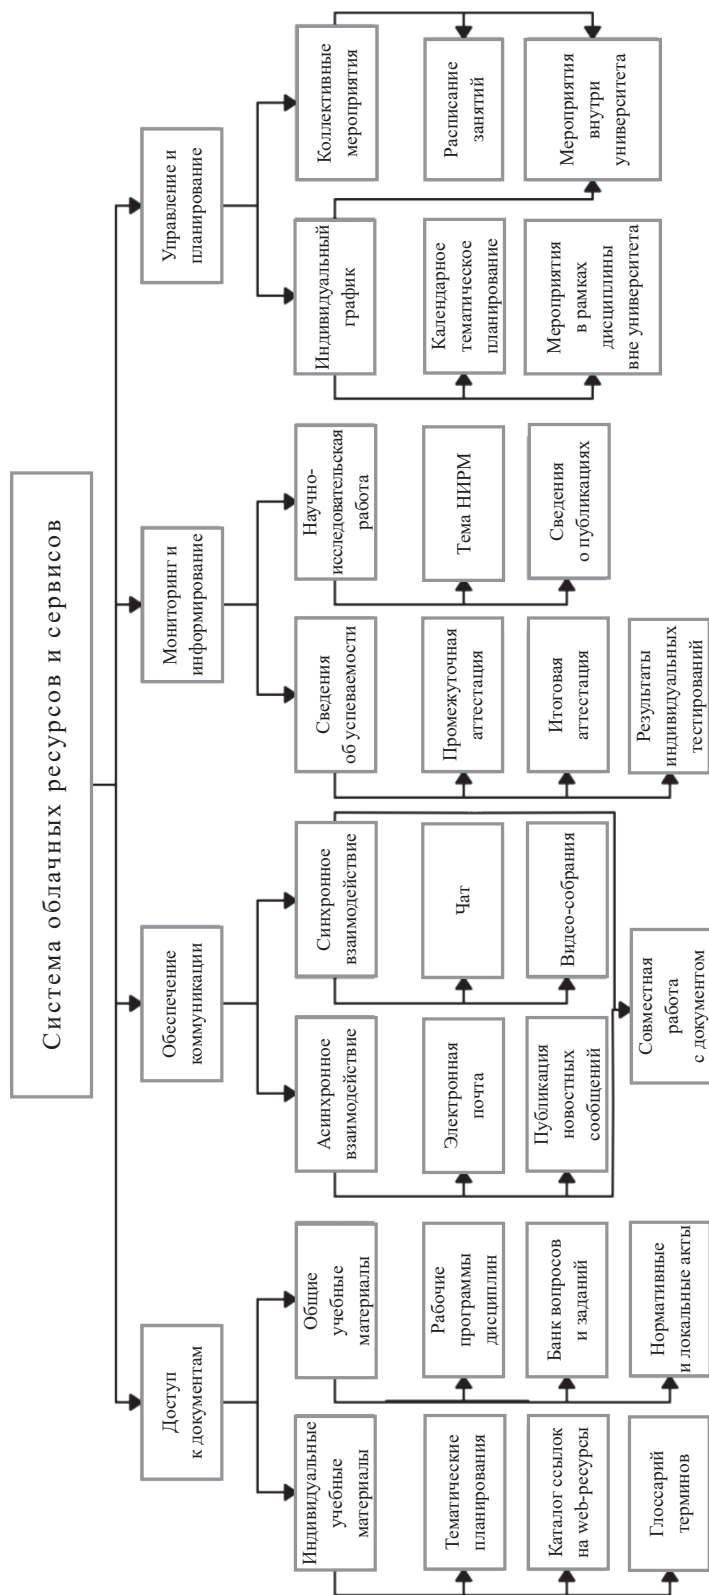 Система облачных ресурсов и сервисов
Доступ
к документам
Обеспечение
коммуникации
Мониторинг и
информирование
Управление и
планирование
Индивидуальные
учебные
материалы
Общие
учебные
материалы
Асинхронное
взаимодействие
Синхронное
взаимодействие
Сведения
об успеваемости
Научно-
исследовательская
работа
Индивидуальный
график
Коллективные
мероприятия
Тематические
планирования
Рабочие
программы
дисциплин
Электронная
почта
Чат
Промежуточная
аттестация
Тема НИРМ
Календарное
тематическое
планирование
Расписание
занятий
Каталог ссылок
на web-ресурсы
Банк вопросов
и заданий
Публикация
новостных
сообщений
Видео-собрания
Итоговая
аттестация
Сведения
о публикациях
Мероприятия
в рамках
дисциплины
вне университета
Мероприятия
внутри
университета
Глоссарий
терминов
Нормативные
и локальные акты
Совместная
работа
с документом
Результаты
индивидуальных
тестирований